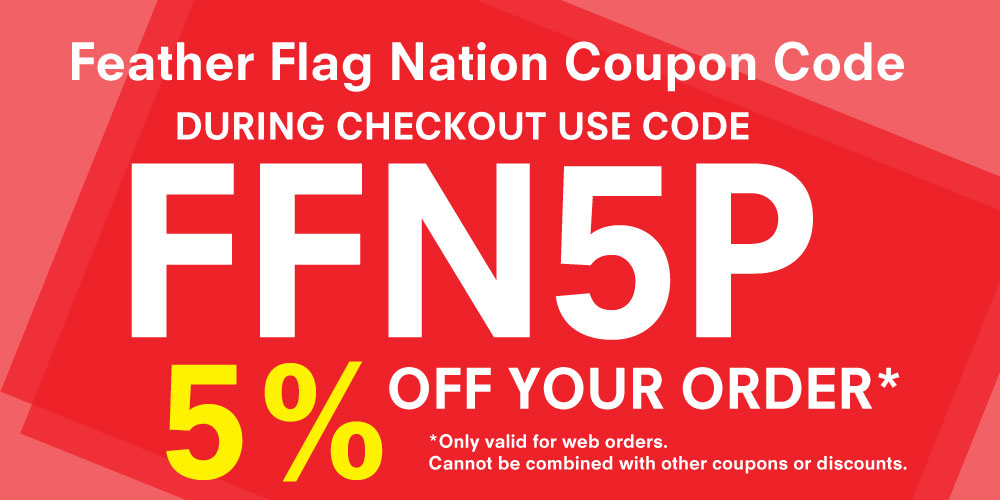 Feather Flag Nation Coupon Code
DURING CHECKOUT USE CODE
FFN5P
5% OFF YOUR ORDER*
*Only valid for web orders.
Cannot be combined with other coupons or discounts.